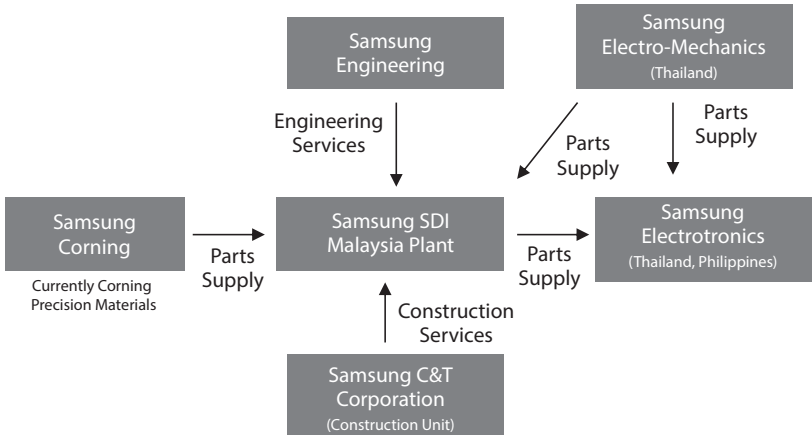 Samsung
Engineering
Samsung
Electro-Mechanics
(Thailand)
Engineering
Services
Parts
Supply
Parts
Supply
Samsung
Corning
Currently Corning
Precision Materials
Parts
Supply
Samsung SDI
Malaysia Plant
Parts
Supply
Samsung
Electrotronics
(Thailand, Philippines)
Construction
Services
Samsung C&T
Corporation
(Construction Unit)